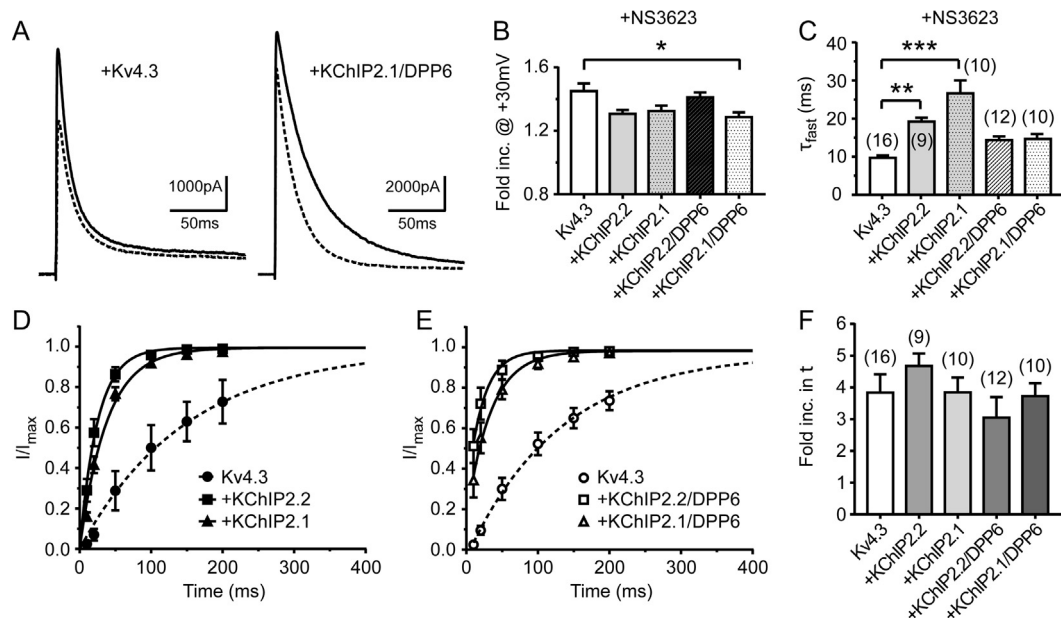 A
+Kv4.3
+KChIP2.1/DPP6
1000pA
50ms
2000pA
50ms
B
+NS3623
*
Fold inc. @ +30mV
1.8
1.6
1.2
0.8
Kv4.3
+KChIP2.2
+KChIP2.1
+KChIP2.2/DPP6
+KChIP2.1/DPP6
C
+NS3623
***
**
τfast (ms)
40
30
20
10
0
(16)
(9)
(10)
(12)
(10)
Kv4.3
+KChIP2.2
+KChIP2.1
+KChIP2.2/DPP6
+KChIP2.1/DPP6
D
I/Imax
1.0
0.8
0.6
0.4
0.2
0.0
Kv4.3
+KChIP2.2
+KChIP2.1
0 100 200 300 400
Time (ms)
E
I/Imax
1.0
0.8
0.6
0.4
0.2
0.0
Kv4.3
+KChIP2.2/DPP6
+KChIP2.1/DPP6
0 100 200 300 400
Time (ms)
F
Fold inc. in t
6
5
4
3
2
1
0
(16)
(9)
(10)
(12)
(10)
Kv4.3
+KChIP2.2
+KChIP2.1
+KChIP2.2/DPP6
+KChIP2.1/DPP6